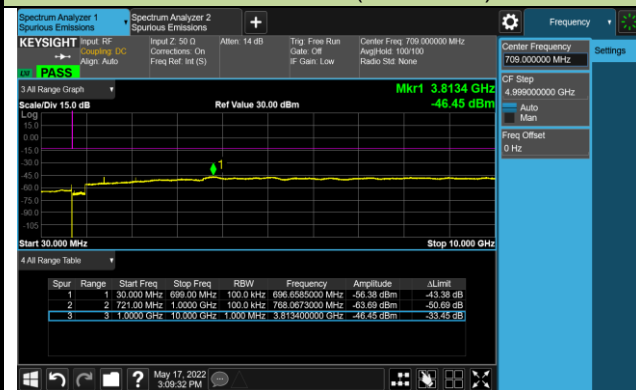 Spectrum Analyzer 1
Spurious Emissions
Spectrum Analyzer 2
Spurious Emissions
+
Frequency
KEYSIGHT
Input: RF
Coupling: DC
Align: Auto
Input Z: 50 Ω
Corrections: On
Freq Ref: Int (S)
Atten: 14 dB
Trig: Free Run
Gate: Off
IF Gain: Low
Center Freq: 709.000000 MHz
Avg|Hold: 100/100
Radio Std: None
PASS
Center Frequency
709.000000 MHz
Settings
CF Step
4.999000000 GHz
Auto
Man
Freq Offset
0 Hz
3 All Range Graph
Mkr1 3.8134 GHz
Scale/Div 15.0 dB
Ref Value 30.00 dBm
-46.45 dBm
Log
15.0
0.00
-15.0
-30.0
-45.0
-60.0
-75.0
-90.0
-105
1
Start 30.000 MHz
Stop 10.000 GHz
4 All Range Table
Spur Range Start Freq Stop Freq RBW Frequency Amplitude ΔLimit
1 1 30.000 MHz 699.00 MHz 100.0 kHz 696.6585000 MHz -56.38 dBm -43.38 dB
2 2 721.00 MHz 1.0000 GHz 100.0 kHz 768.0673000 MHz -63.69 dBm -50.69 dB
3 3 1.0000 GHz 10.000 GHz 1.000 MHz 3.813400000 GHz -46.45 dBm -33.45 dB
?
May 17, 2022
3:09:32 PM